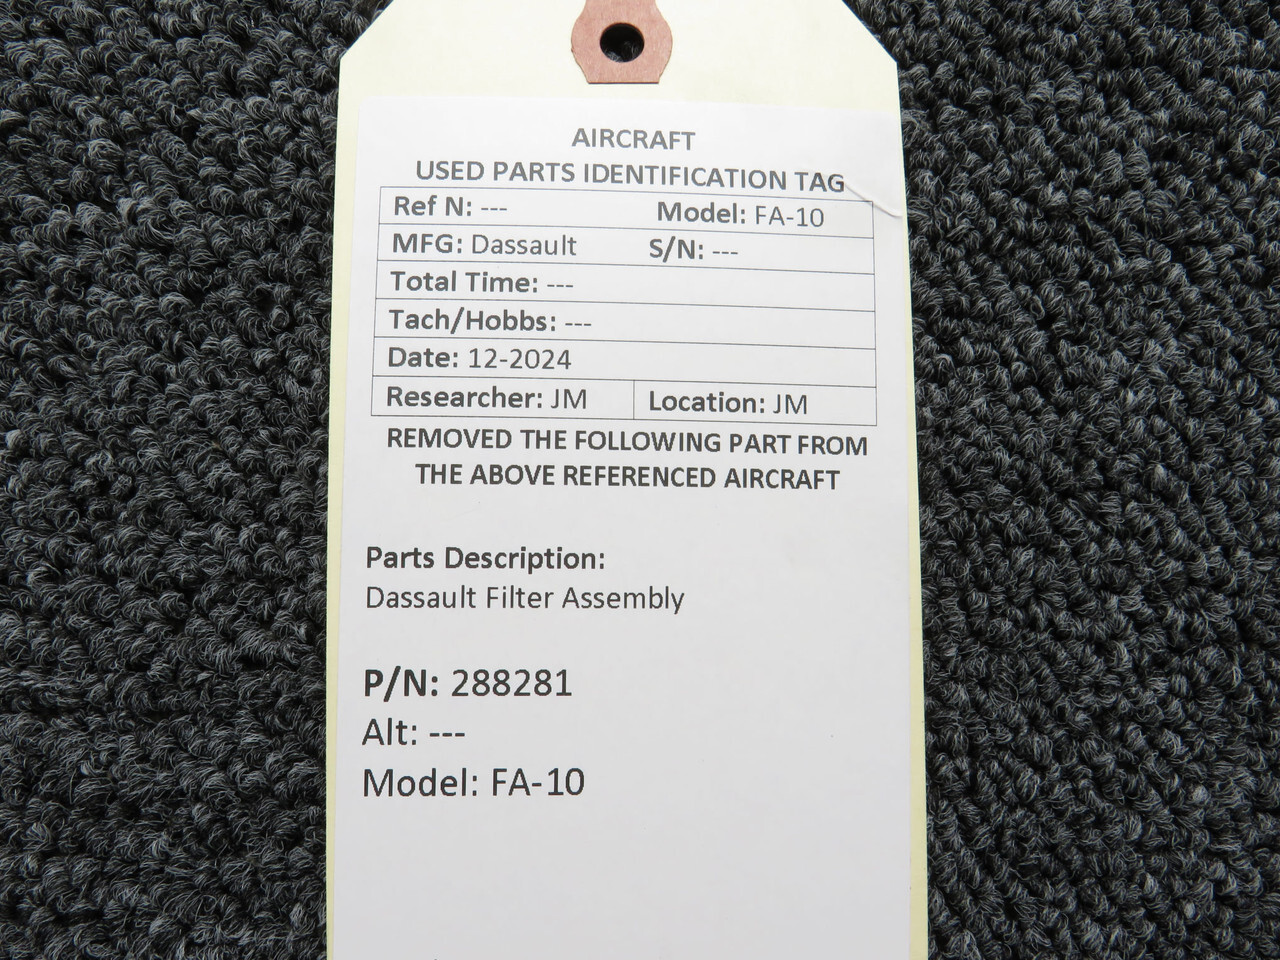 AIRCRAFT
USED PARTS IDENTIFICATION TAG
Ref N: --- Model: FA-10
MFG: Dassault S/N: ---
Total Time: ---
Tach/Hobbs: ---
Date: 12-2024
Researcher: JM Location: JM
REMOVED THE FOLLOWING PART FROM
THE ABOVE REFERENCED AIRCRAFT
Parts Description:
Dassault Filter Assembly
P/N: 288281
Alt: ---
Model: FA-10